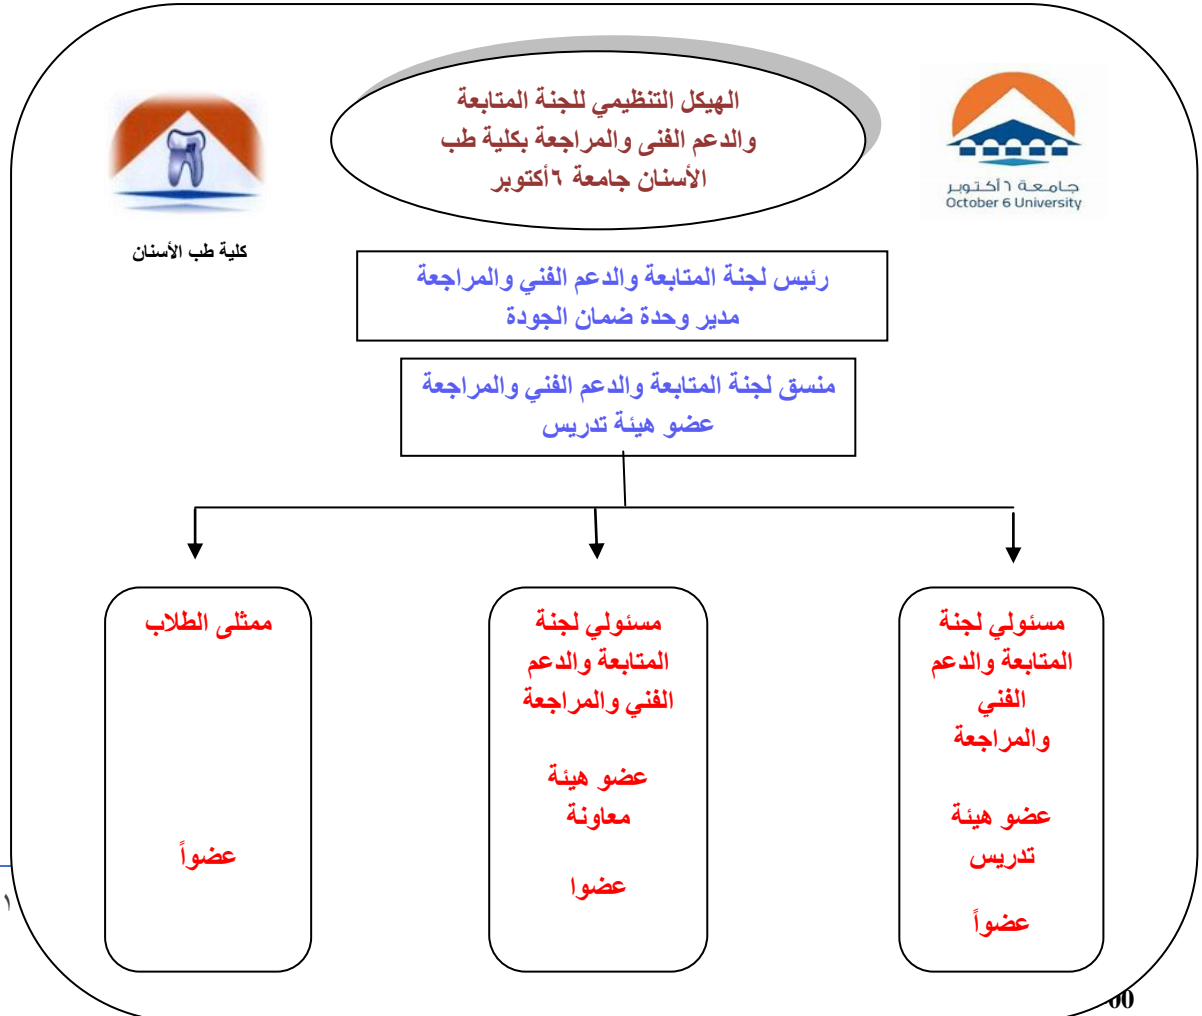 الهيكل التنظيمي للجنة المتابعة
والدعم الفنى والمراجعة بكلية طب
الأسنان جامعة ٦أكتوبر
جامعة ٦ أكتوبر
October 6 University
كلية طب الأسنان
رئيس لجنة المتابعة والدعم الفني والمراجعة
مدير وحدة ضمان الجودة
منسق لجنة المتابعة والدعم الفني والمراجعة
عضو هيئة تدريس
مسئولي لجنة
المتابعة والدعم
الفني
والمراجعة
عضو هيئة
تدريس
عضواً
مسئولي لجنة
المتابعة والدعم
الفني والمراجعة
عضو هيئة
معاونة
عضوا
ممثلى الطلاب
عضواً